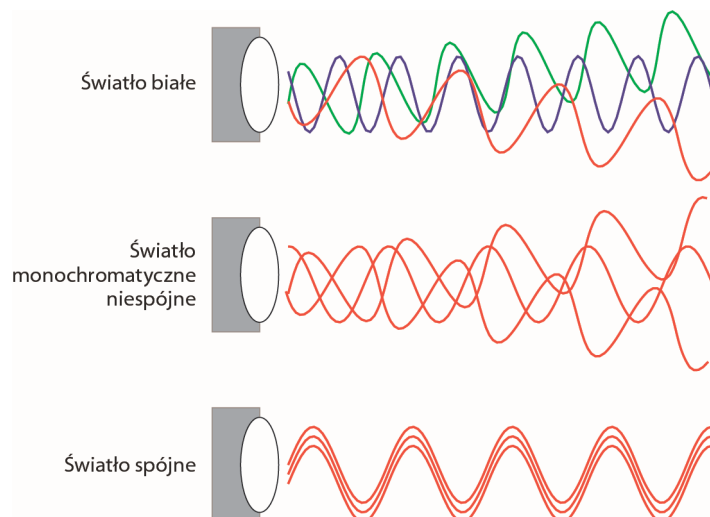 Światło białe
Światło
monochromatyczne
niespójne
Światło spójne